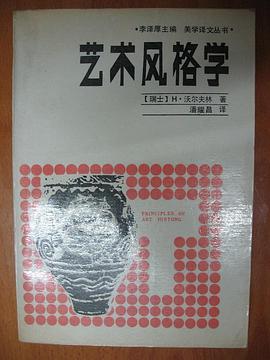 ·李泽厚主编 美学译文丛书·
艺术风格学
[瑞士]H·沃尔夫林 著
潘耀昌 译
PRINCIPLES OF
ART HISTORY